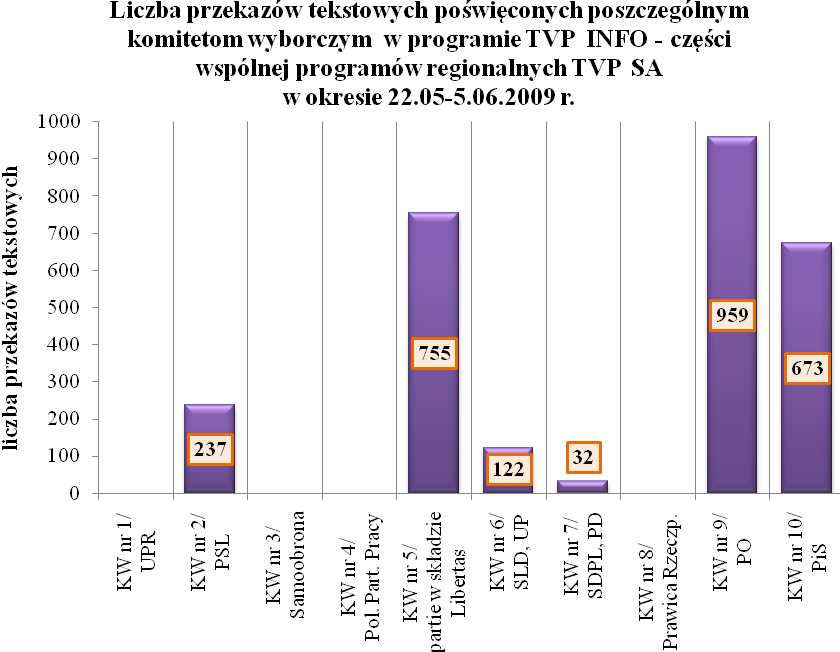 Liczba przekazów tekstowych poświęconych poszczególnym
komitetom wyborczym w programie TVP INFO - części
wspólnej programów regionalnych TVP SA
w okresie 22.05-5.06.2009 r.
liczba przekazów tekstowych
1000
900
800
700
600
500
400
300
200
100
0
237
755
122
32
959
673
KW nr 1/
UPR
KW nr 2/
PSL
KW nr 3/
Samoobrona
KW nr 4/
Pol. Part. Pracy
KW nr 5/
partie w składzie
Libertas
KW nr 6/
SLD, UP
KW nr 7/
SDPL, PD
KW nr 8/
Prawica Rzeczp.
KW nr 9/
PO
KW nr 10/
PiS